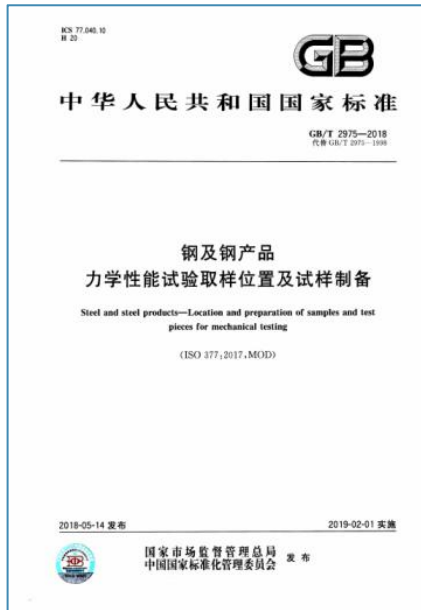 ICS 77.040.10
H 20
GB
中华人民共和国国家标准
GB/T 2975—2018
代替 GB/T 2975—1998
钢及钢产品
力学性能试验取样位置及试样制备
Steel and steel products—Location and preparation of samples and test
pieces for mechanical testing
(ISO 377:2017,MOD)
2018-05-14 发布
2019-02-01 实施
国家市场监督管理总局
中国国家标准化管理委员会
发布